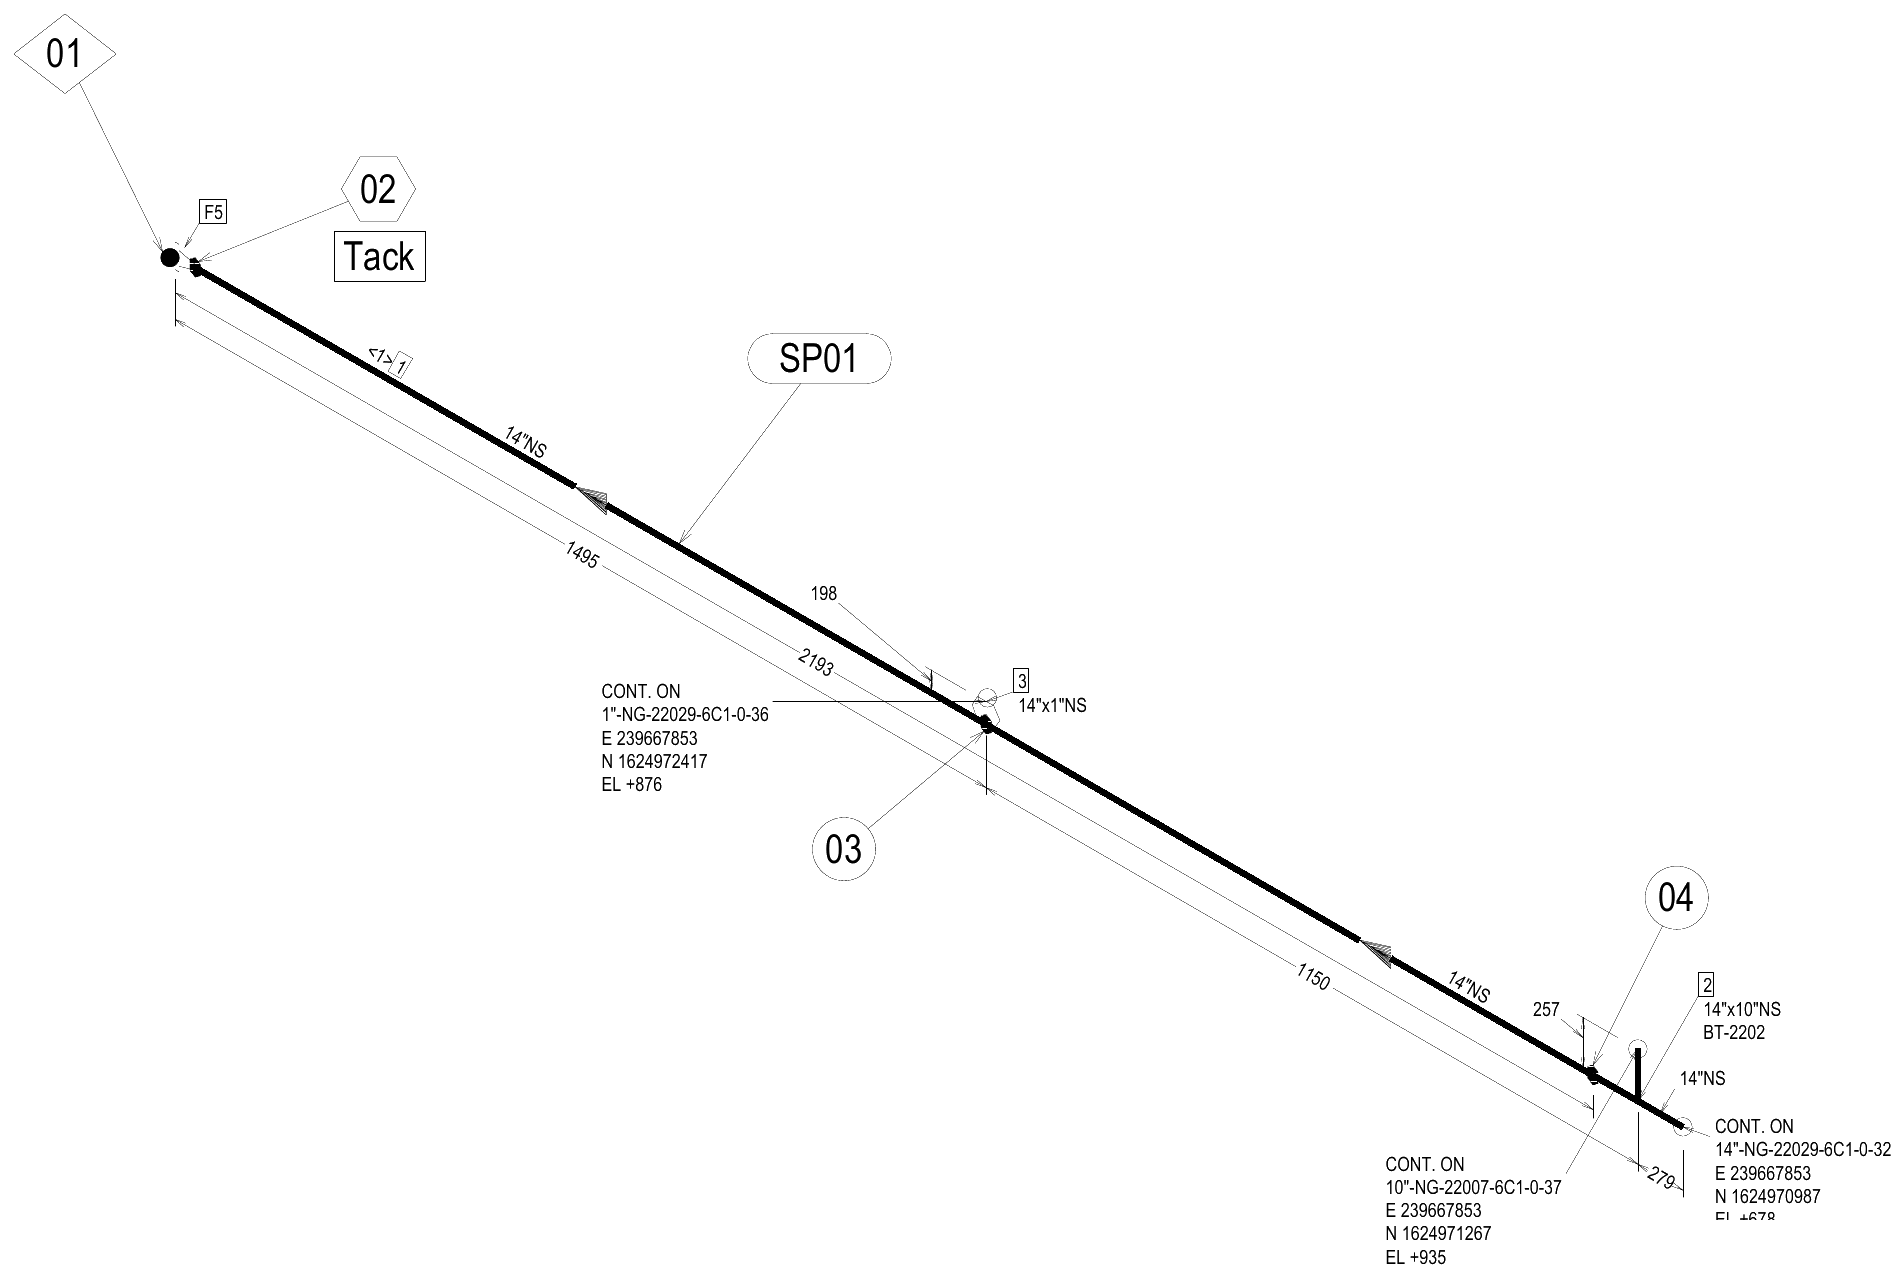 01
02
F5
Tack
<1> 1
SP01
14"NS
1495
198
2193
3
14"x1"NS
CONT. ON
1"-NG-22029-6C1-0-36
E 239667853
N 1624972417
EL +876
03
04
1150
14"NS
2
14"x10"NS
BT-2202
257
14"NS
CONT. ON
14"-NG-22029-6C1-0-32
E 239667853
N 1624970987
EL +678
279
CONT. ON
10"-NG-22007-6C1-0-37
E 239667853
N 1624971267
EL +935